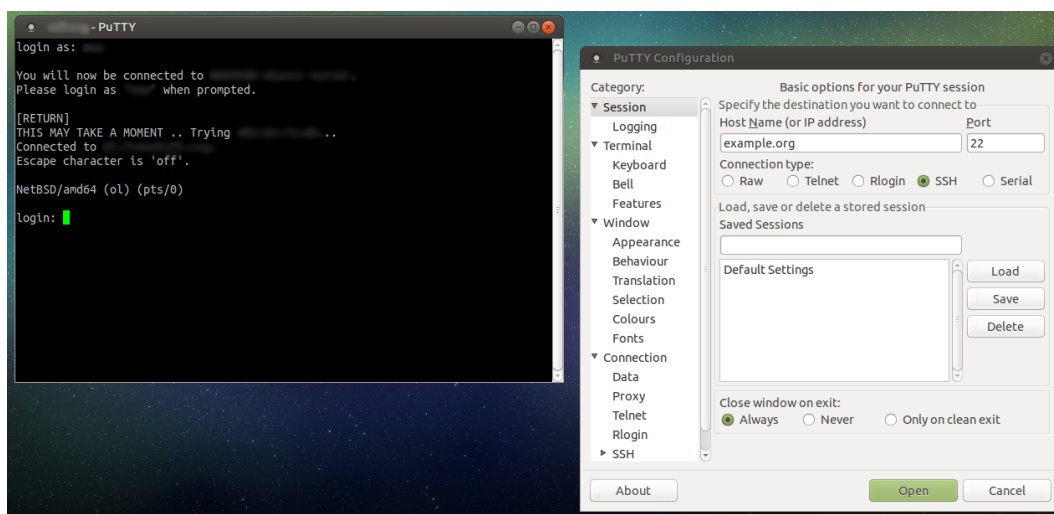 - PuTTY
login as:
You will now be connected to
Please login as ' ' when prompted.
[RETURN]
THIS MAY TAKE A MOMENT .. Trying ...
Connected to
Escape character is 'off'.
NetBSD/amd64 (ol) (pts/0)
login:
PuTTY Configuration
Category:
Session
Logging
Terminal
Keyboard
Bell
Features
Window
Appearance
Behaviour
Translation
Selection
Colours
Fonts
Connection
Data
Proxy
Telnet
Rlogin
SSH
Basic options for your PuTTY session
Specify the destination you want to connect to
Host Name (or IP address) Port
example.org 22
Connection type:
Raw Telnet Rlogin SSH Serial
Load, save or delete a stored session
Saved Sessions
Default Settings
Load
Save
Delete
Close window on exit:
Always Never Only on clean exit
About Open Cancel